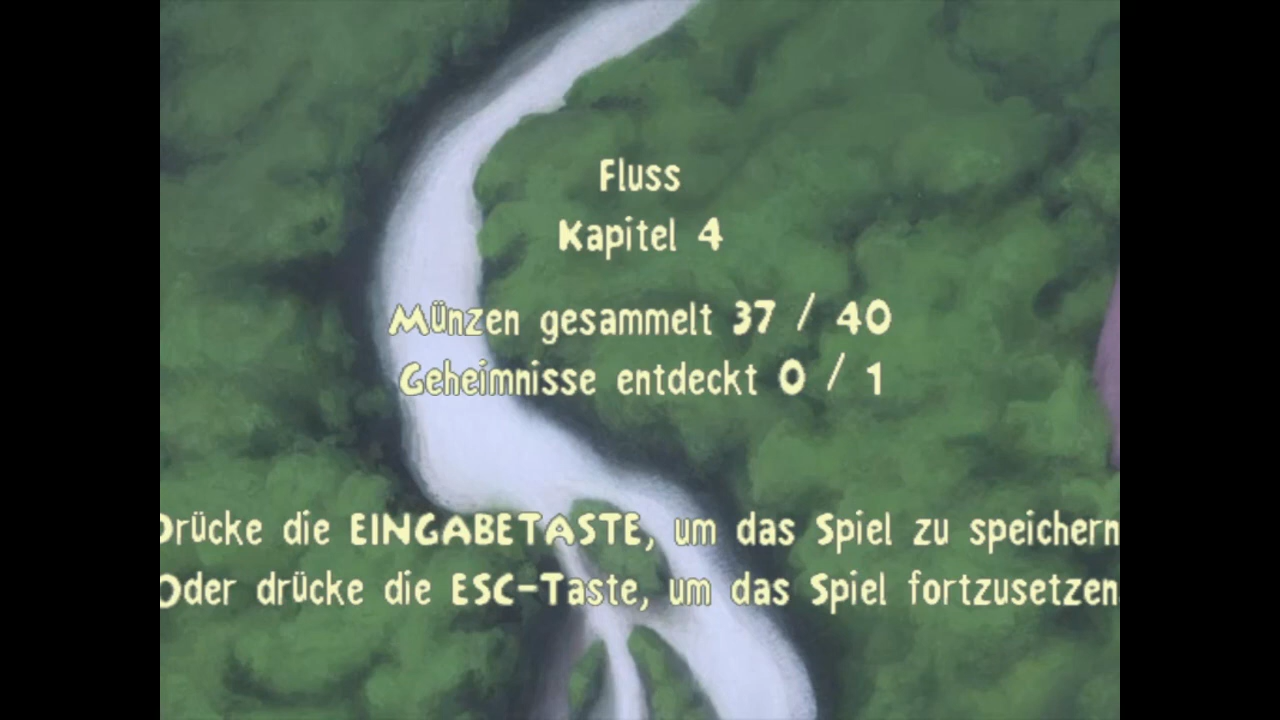 Fluss
Kapitel 4
Münzen gesammelt 37 / 40
Geheimnisse entdeckt 0 / 1
Drücke die EINGABETASTE, um das Spiel zu speichern
Oder drücke die ESC-Taste, um das Spiel fortzusetzen